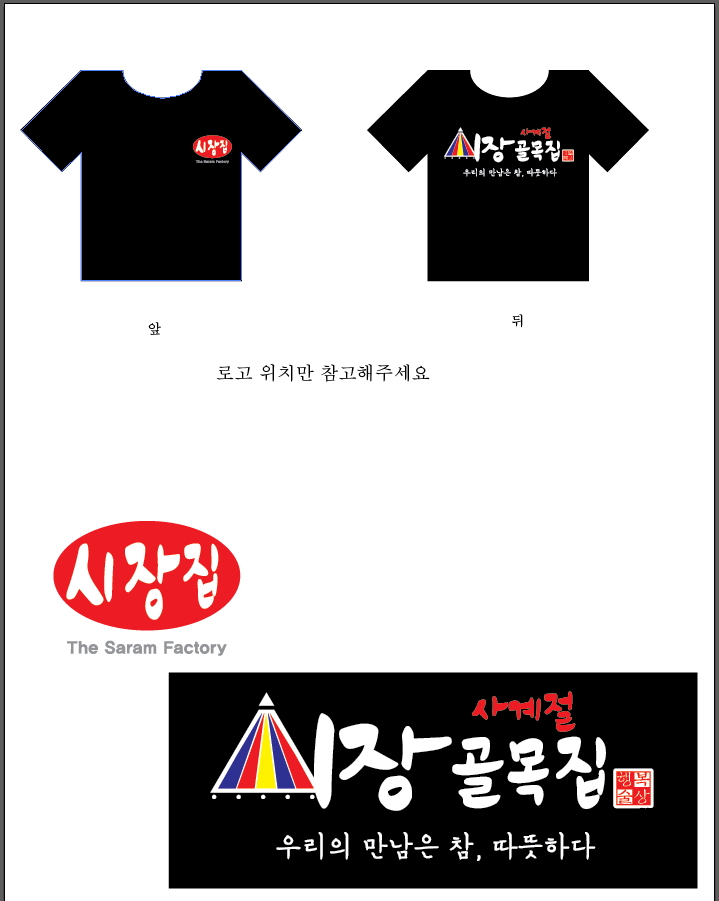 시장집
The Saram Factory
사계절
시장골목집
우리의 만남은 참, 따뜻하다
앞
뒤
로고 위치만 참고해주세요
시장집
The Saram Factory
사계절
시장골목집
행복
술상
우리의 만남은 참, 따뜻하다